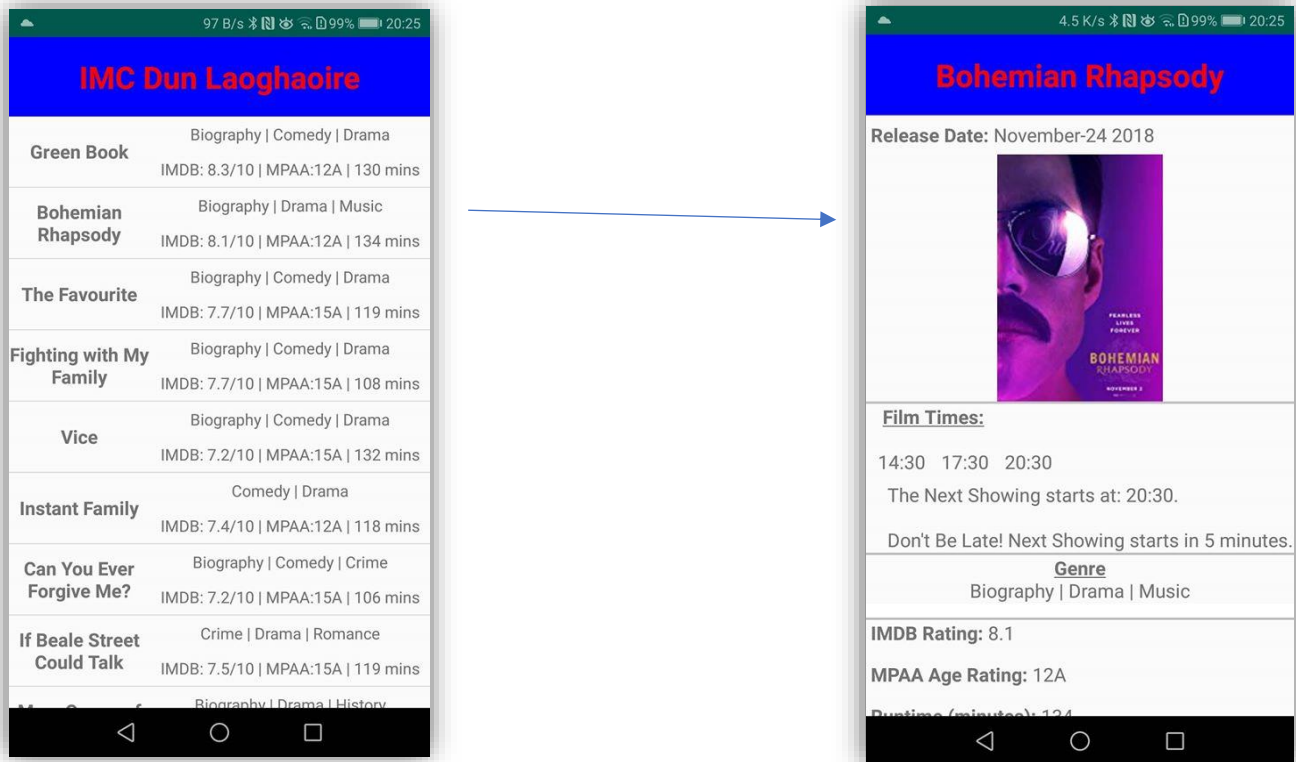 97 B/s 99% 20:25
IMC Dun Laoghaoire
Green Book
Biography | Comedy | Drama
IMDB: 8.3/10 | MPAA:12A | 130 mins
Bohemian
Rhapsody
Biography | Drama | Music
IMDB: 8.1/10 | MPAA:12A | 134 mins
The Favourite
Biography | Comedy | Drama
IMDB: 7.7/10 | MPAA:15A | 119 mins
Fighting with My
Family
Biography | Comedy | Drama
IMDB: 7.7/10 | MPAA:15A | 108 mins
Vice
Biography | Comedy | Drama
IMDB: 7.2/10 | MPAA:15A | 132 mins
Instant Family
Comedy | Drama
IMDB: 7.4/10 | MPAA:12A | 118 mins
Can You Ever
Forgive Me?
Biography | Comedy | Crime
IMDB: 7.2/10 | MPAA:15A | 106 mins
If Beale Street
Could Talk
Crime | Drama | Romance
IMDB: 7.5/10 | MPAA:15A | 119 mins
Biography | Drama | History
4.5 K/s 99% 20:25
Bohemian Rhapsody
Release Date: November-24 2018
FEARLESS
LIVES
FOREVER
BOHEMIAN
RHAPSODY
NOVEMBER 2
Film Times:
14:30 17:30 20:30
The Next Showing starts at: 20:30.
Don't Be Late! Next Showing starts in 5 minutes.
Genre
Biography | Drama | Music
IMDB Rating: 8.1
MPAA Age Rating: 12A
Runtime (minutes): 134